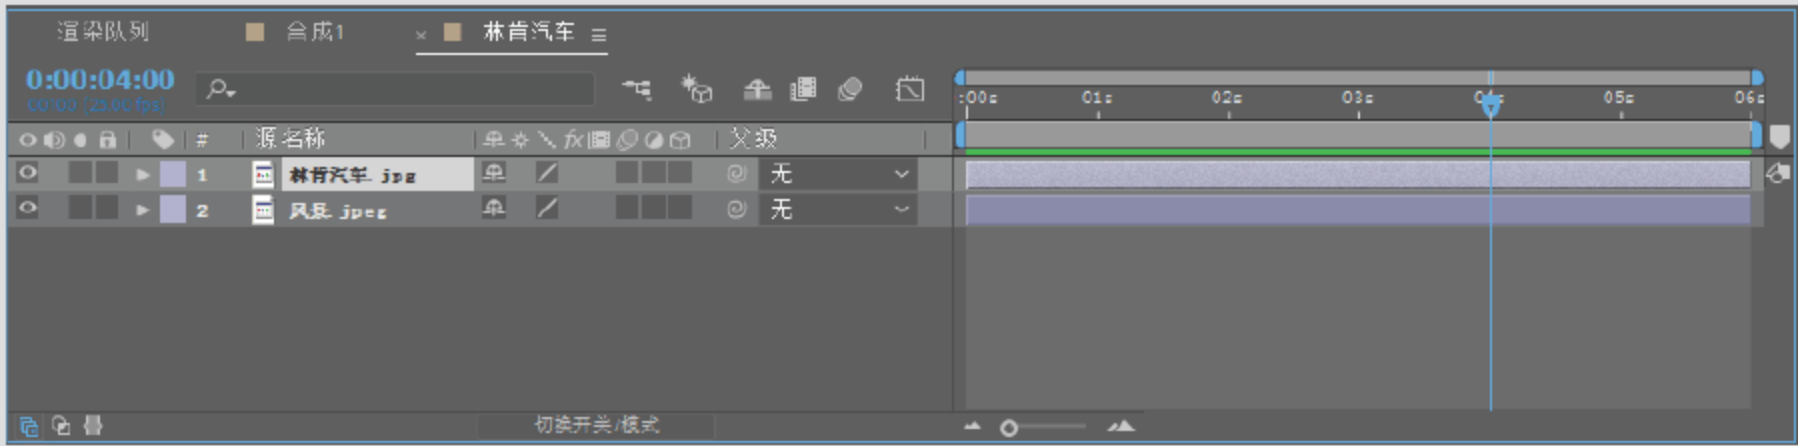 渲染队列 合成1 × 林肯汽车 ≡
0:00:04:00
00100 (25.00 fps)
:00s 01s 02s 03s 04s 05s 06s
# 源名称 fx 父级
1 林肯汽车.jpg 无
2 风景.jpeg 无
切换开关/模式